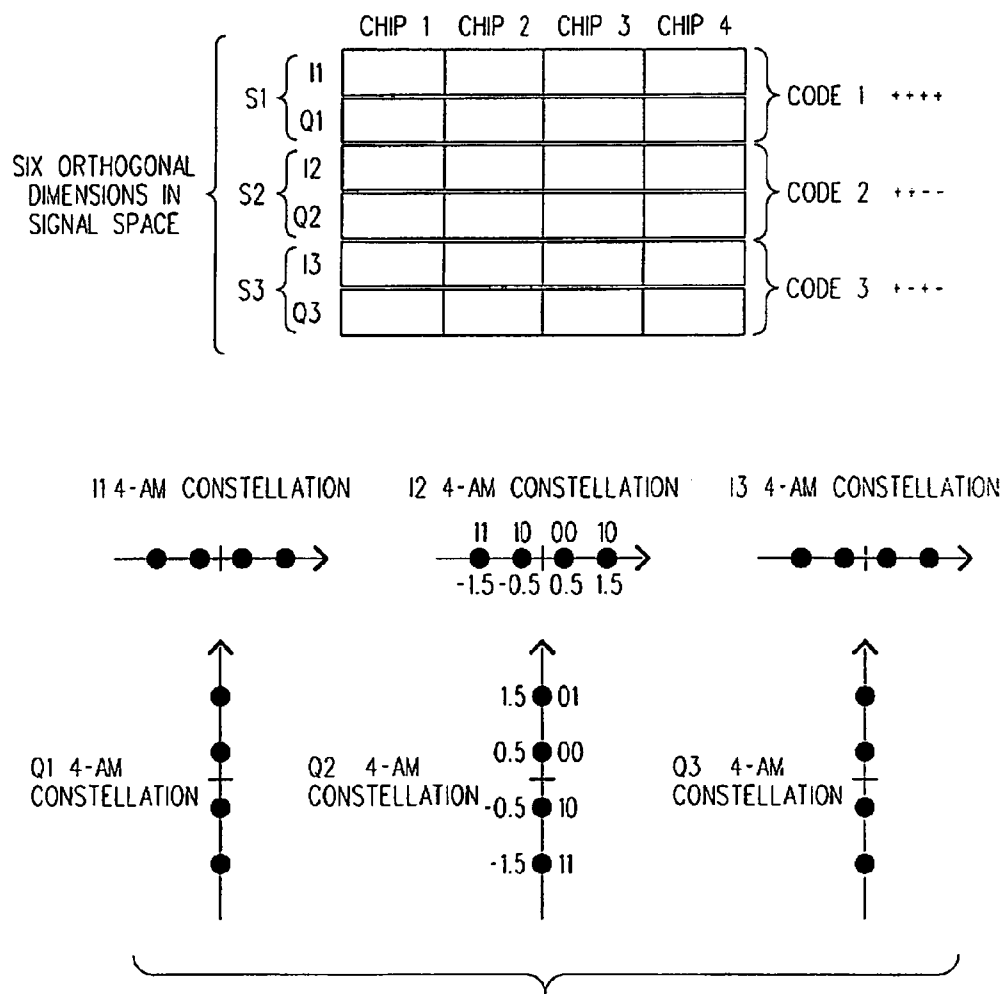 CHIP 1 CHIP 2 CHIP 3 CHIP 4
SIX ORTHOGONAL
DIMENSIONS IN
SIGNAL SPACE
S1
I1
Q1
CODE 1 ++++
S2
I2
Q2
CODE 2 ++--
S3
I3
Q3
CODE 3 +-+-
I1 4-AM CONSTELLATION
I2 4-AM CONSTELLATION
I3 4-AM CONSTELLATION
11 10 00 10
-1.5 -0.5 0.5 1.5
Q1 4-AM
CONSTELLATION
Q2 4-AM
CONSTELLATION
1.5 01
0.5 00
-0.5 10
-1.5 11
Q3 4-AM
CONSTELLATION